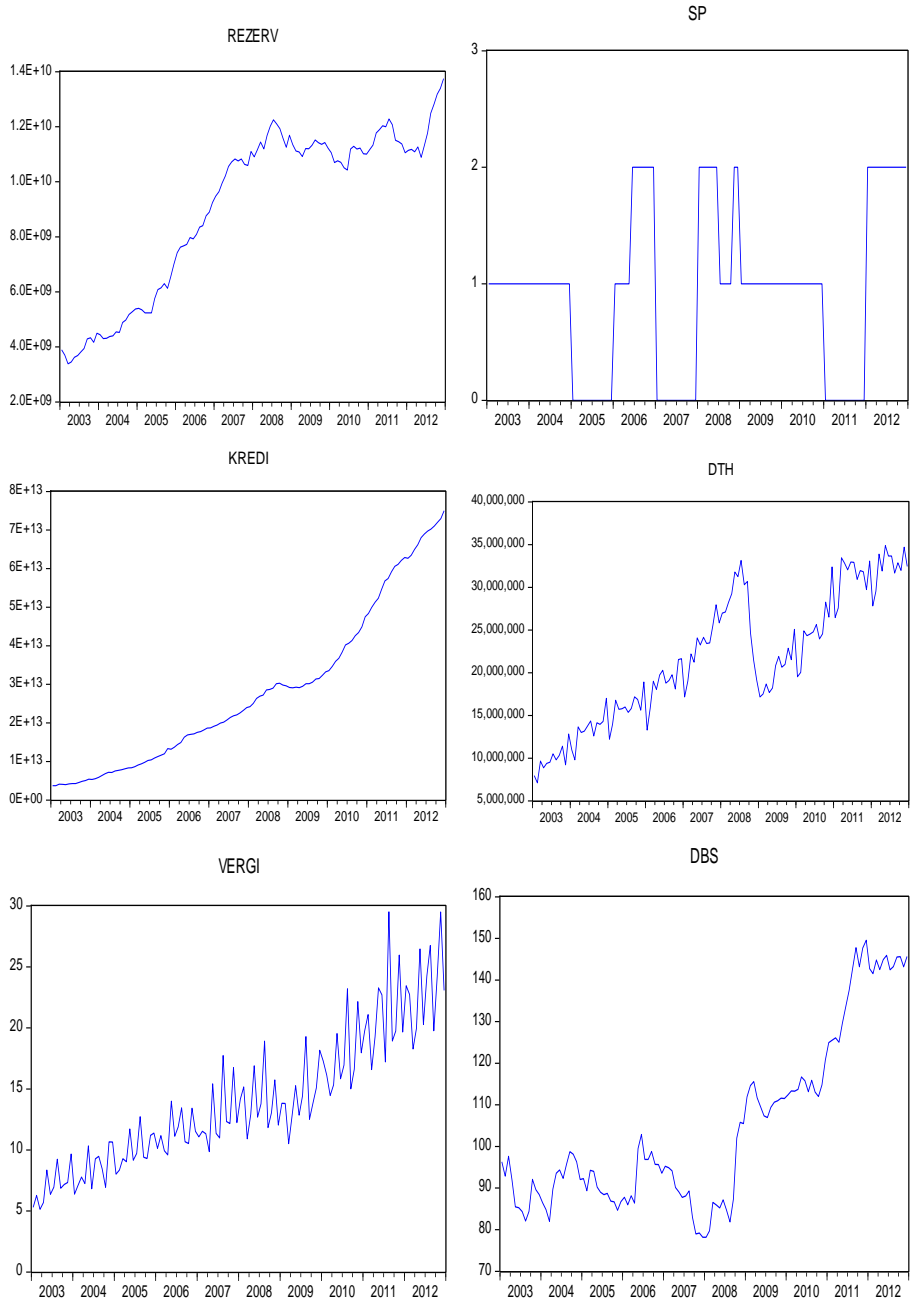 REZERV
1.4E+10
1.2E+10
1.0E+10
8.0E+09
6.0E+09
4.0E+09
2.0E+09
2003 2004 2005 2006 2007 2008 2009 2010 2011 2012
SP
3
2
1
0
2003 2004 2005 2006 2007 2008 2009 2010 2011 2012
KREDI
8E+13
7E+13
6E+13
5E+13
4E+13
3E+13
2E+13
1E+13
0E+00
2003 2004 2005 2006 2007 2008 2009 2010 2011 2012
DTH
40,000,000
35,000,000
30,000,000
25,000,000
20,000,000
15,000,000
10,000,000
5,000,000
2003 2004 2005 2006 2007 2008 2009 2010 2011 2012
VERGI
30
25
20
15
10
5
0
2003 2004 2005 2006 2007 2008 2009 2010 2011 2012
DBS
160
150
140
130
120
110
100
90
80
70
2003 2004 2005 2006 2007 2008 2009 2010 2011 2012